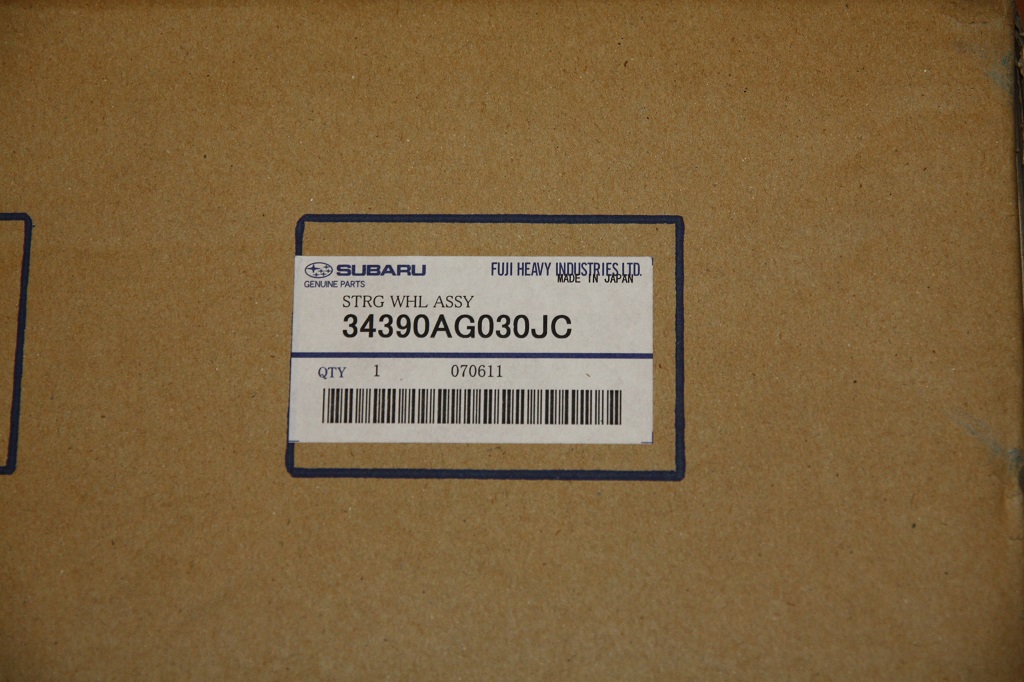 SUBARU FUJI HEAVY INDUSTRIES LTD.
GENUINE PARTS MADE IN JAPAN
STRG WHL ASSY
34390AG030JC
QTY 1 070611